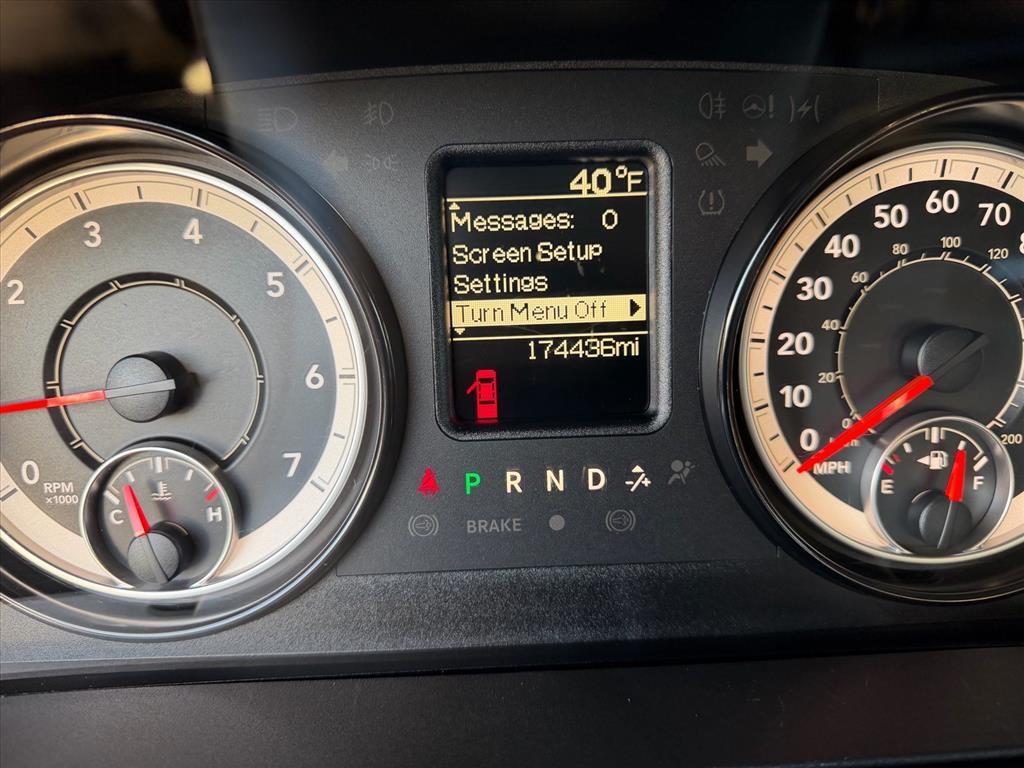 40°F
Messages: 0
Screen Setup
Settings
Turn Menu Off
174436mi
0 2 3 4 5 6 7
RPM
x1000
C H
P R N D
BRAKE
0 10 20 30 40 50 60 70
MPH
20 40 60 80 100 120 200
E F